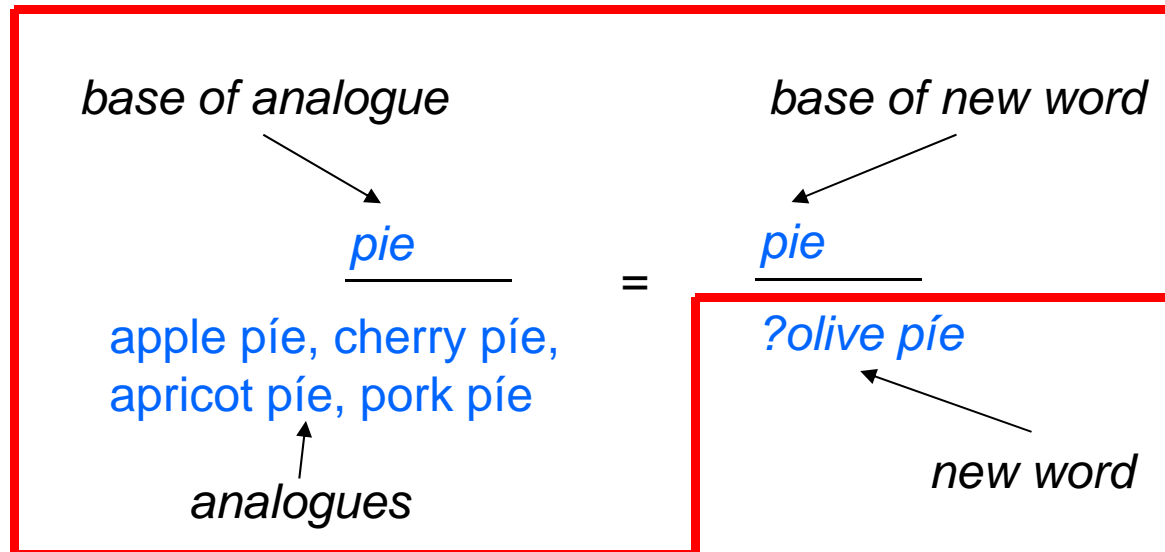 base of analogue
base of new word
pie
=
pie
apple píe, cherry píe,
apricot píe, pork píe
?olive píe
analogues
new word